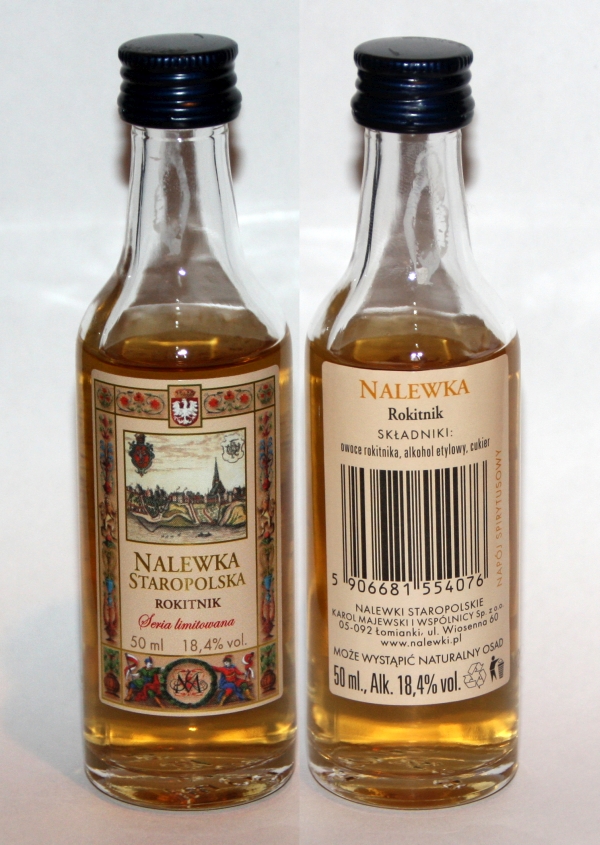 NALEWKA
STAROPOLSKA
ROKITNIK
Seria limitowana
50 ml 18,4% vol.
NALEWKA
Rokitnik
SKŁADNIKI:
owoce rokitnika, alkohol etylowy, cukier
NAPÓJ SPIRYTUSOWY
5 906681 554076
NALEWKI STAROPOLSKIE
KAROL MAJEWSKI I WSPÓLNICY Sp. z o.o.
05-092 Łomianki, ul. Wiosenna 60
www.nalewki.pl
MOŻE WYSTĄPIĆ NATURALNY OSAD
50 ml., Alk. 18,4% vol.